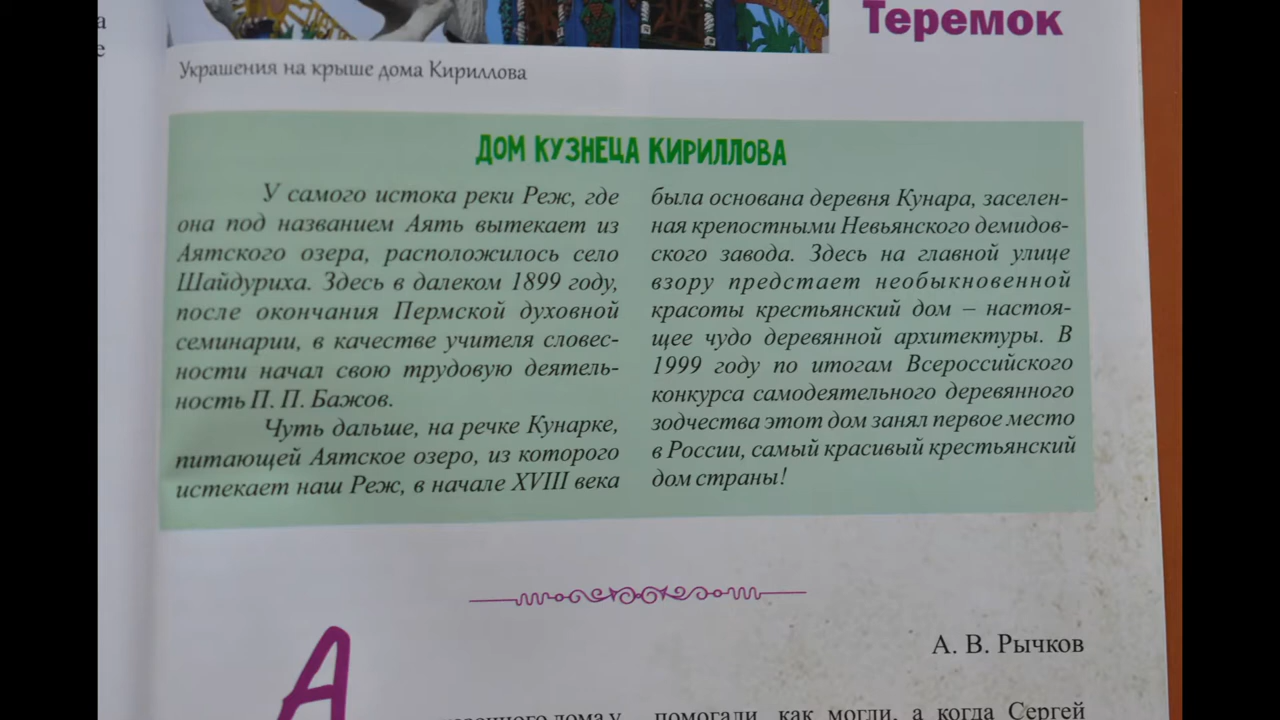 Теремок
Украшения на крыше дома Кириллова
ДОМ КУЗНЕЦА КИРИЛЛОВА
У самого истока реки Реж, где
она под названием Аять вытекает из
Аятского озера, расположилось село
Шайдуриха. Здесь в далеком 1899 году,
после окончания Пермской духовной
семинарии, в качестве учителя словес-
ности начал свою трудовую деятель-
ность П. П. Бажов.
Чуть дальше, на речке Кунарке,
питающей Аятское озеро, из которого
истекает наш Реж, в начале XVIII века
была основана деревня Кунара, заселен-
ная крепостными Невьянского демидов-
ского завода. Здесь на главной улице
взору предстает необыкновенной
красоты крестьянский дом – настоя-
щее чудо деревянной архитектуры. В
1999 году по итогам Всероссийского
конкурса самодеятельного деревянного
зодчества этот дом занял первое место
в России, самый красивый крестьянский
дом страны!
А. В. Рычков
А
дома у
помогали, как могли, а когда Сергей